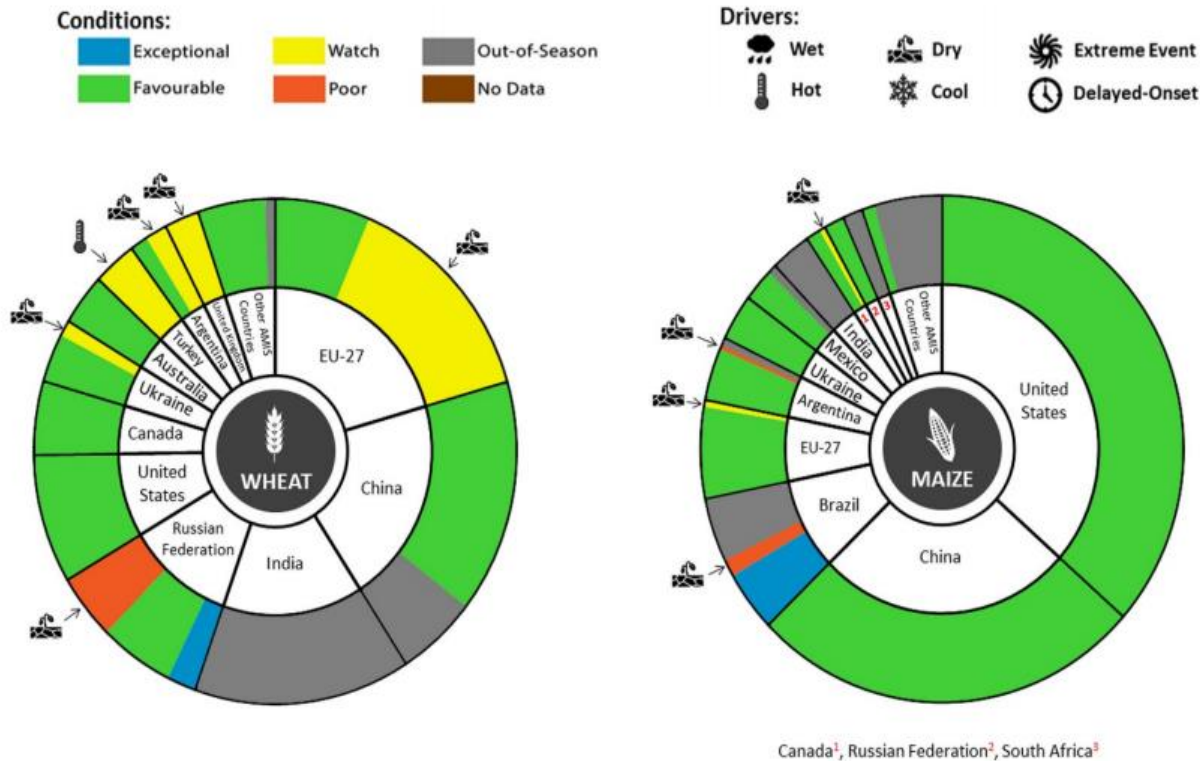 Conditions:
Exceptional
Watch
Out-of-Season
Favourable
Poor
No Data
Drivers:
Wet
Dry
Extreme Event
Hot
Cool
Delayed-Onset
WHEAT
EU-27
China
India
Russian
Federation
United
States
Canada
Ukraine
Australia
Turkey
Argentina
United Kingdom
Other AMIS
Countries
MAIZE
United
States
China
Brazil
EU-27
Argentina
Ukraine
Mexico
India
1
2
3
Other AMIS
Countries
Canada¹, Russian Federation², South Africa³